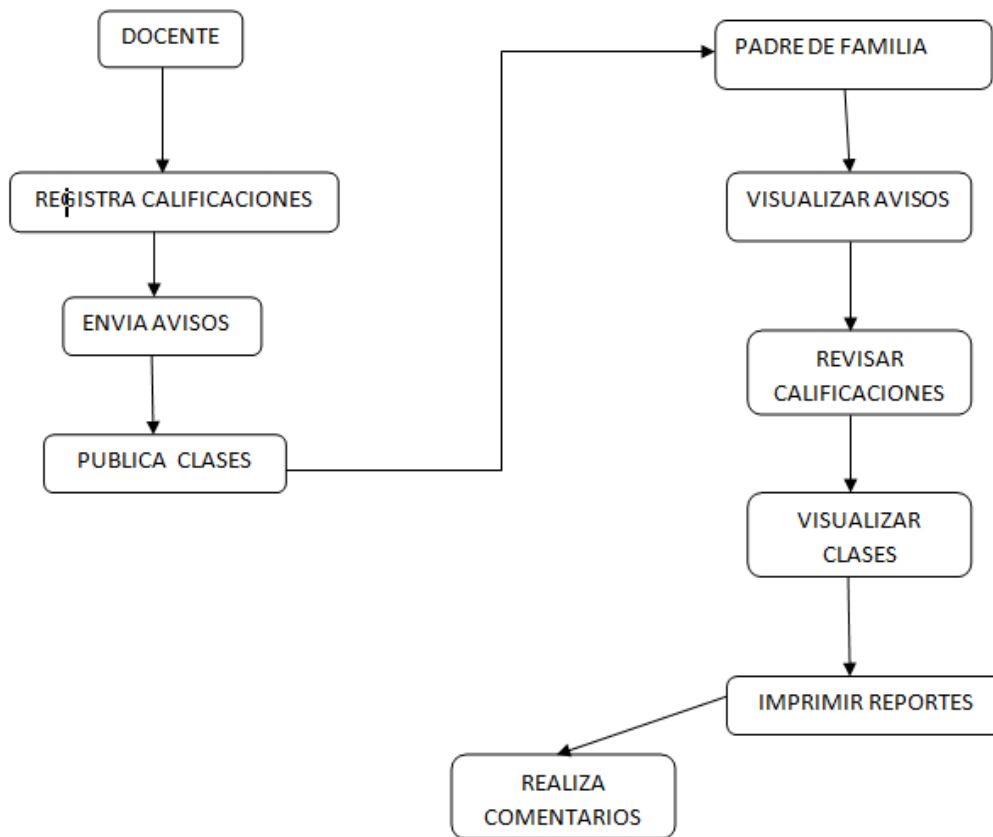 DOCENTE
REGISTRA CALIFICACIONES
ENVIA AVISOS
PUBLICA CLASES
PADRE DE FAMILIA
VISUALIZAR AVISOS
REVISAR
CALIFICACIONES
VISUALIZAR
CLASES
IMPRIMIR REPORTES
REALIZA
COMENTARIOS